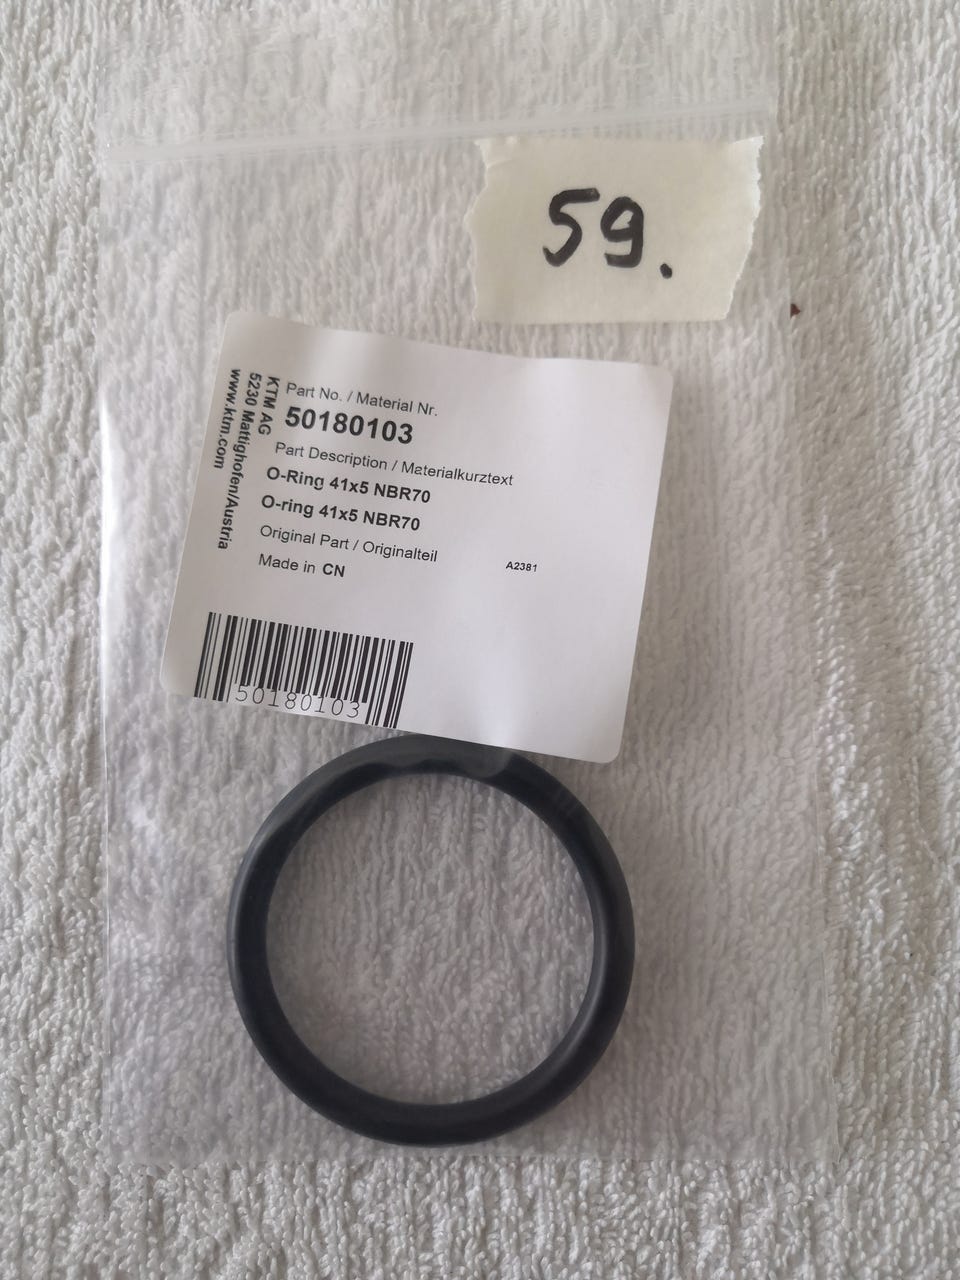 59.
KTM AG
5230 Mattighofen/Austria
www.ktm.com
Part No. / Material Nr.
50180103
Part Description / Materialkurztext
O-Ring 41x5 NBR70
O-ring 41x5 NBR70
Original Part / Originalteil
Made in CN
A2381
50180103